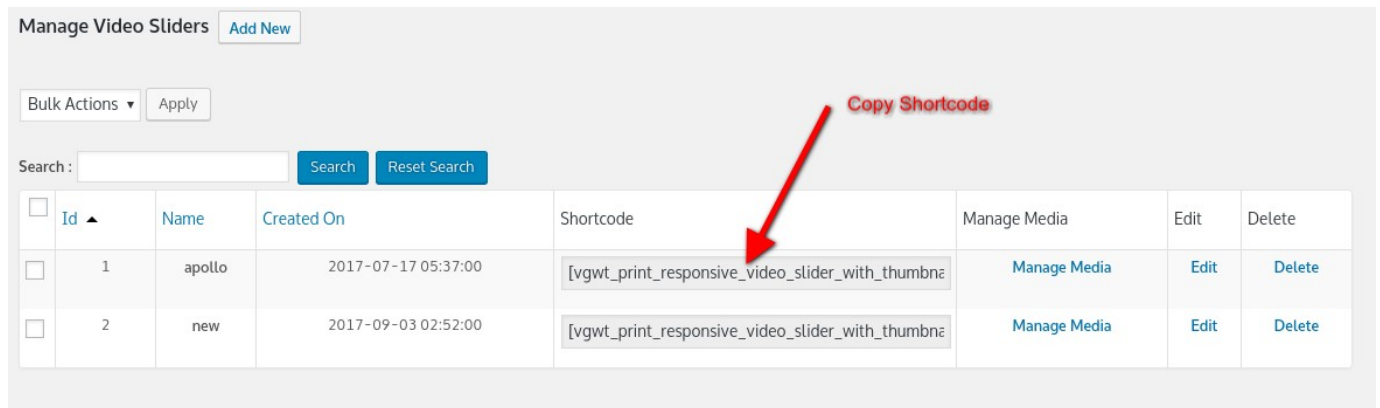 Manage Video Sliders Add New
Bulk Actions Apply
Copy Shortcode
Search : Search Reset Search
Id Name Created On Shortcode Manage Media Edit Delete
1 apollo 2017-07-17 05:37:00 [vgwt_print_responsive_video_slider_with_thumbna Manage Media Edit Delete
2 new 2017-09-03 02:52:00 [vgwt_print_responsive_video_slider_with_thumbna Manage Media Edit Delete